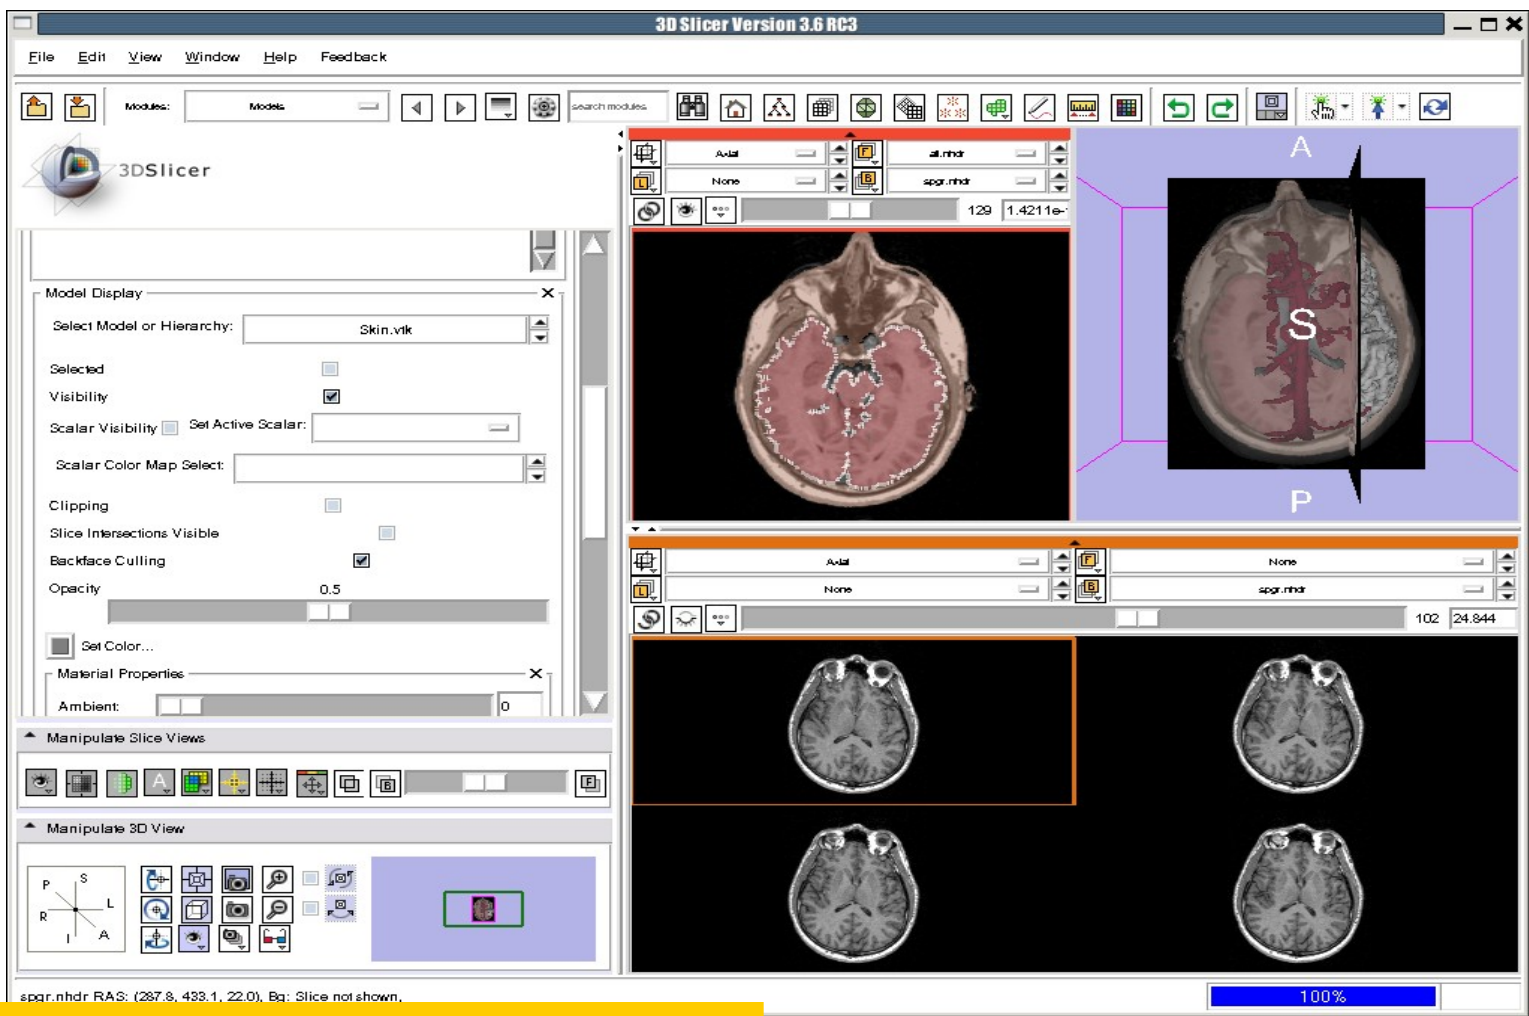 3D Slicer Version 3.6 RC3
File Edit View Window Help Feedback
Modules: Models search modules
3DSlicer
Axial all.nhdr
None spgr.nhdr
129 1.4211e-
A
S
P
Model Display
Select Model or Hierarchy: Skin.vtk
Selected
Visibility
Scalar Visibility Set Active Scalar:
Scalar Color Map Select:
Clipping
Slice Intersections Visible
Backface Culling
Opacity 0.5
Set Color...
Material Properties
Ambient: 0
Axial None
None spgr.nhdr
102 24.844
Manipulate Slice Views
A B F
Manipulate 3D View
P S
R L
I A
spgr.nhdr RAS: (287.8, 433.1, 22.0), Bg: Slice not shown,
100%